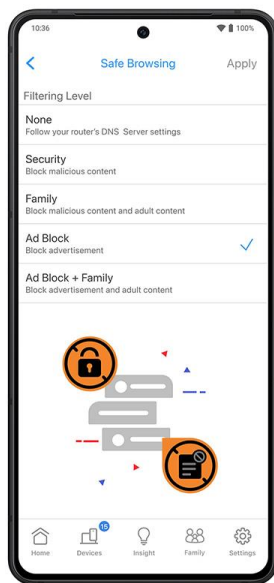 10:36
100%
Safe Browsing
Apply
Filtering Level
None
Follow your router's DNS Server settings
Security
Block malicious content
Family
Block malicious content and adult content
Ad Block
Block advertisement
Ad Block + Family
Block advertisement and adult content
15
Home
Devices
Insight
Family
Settings